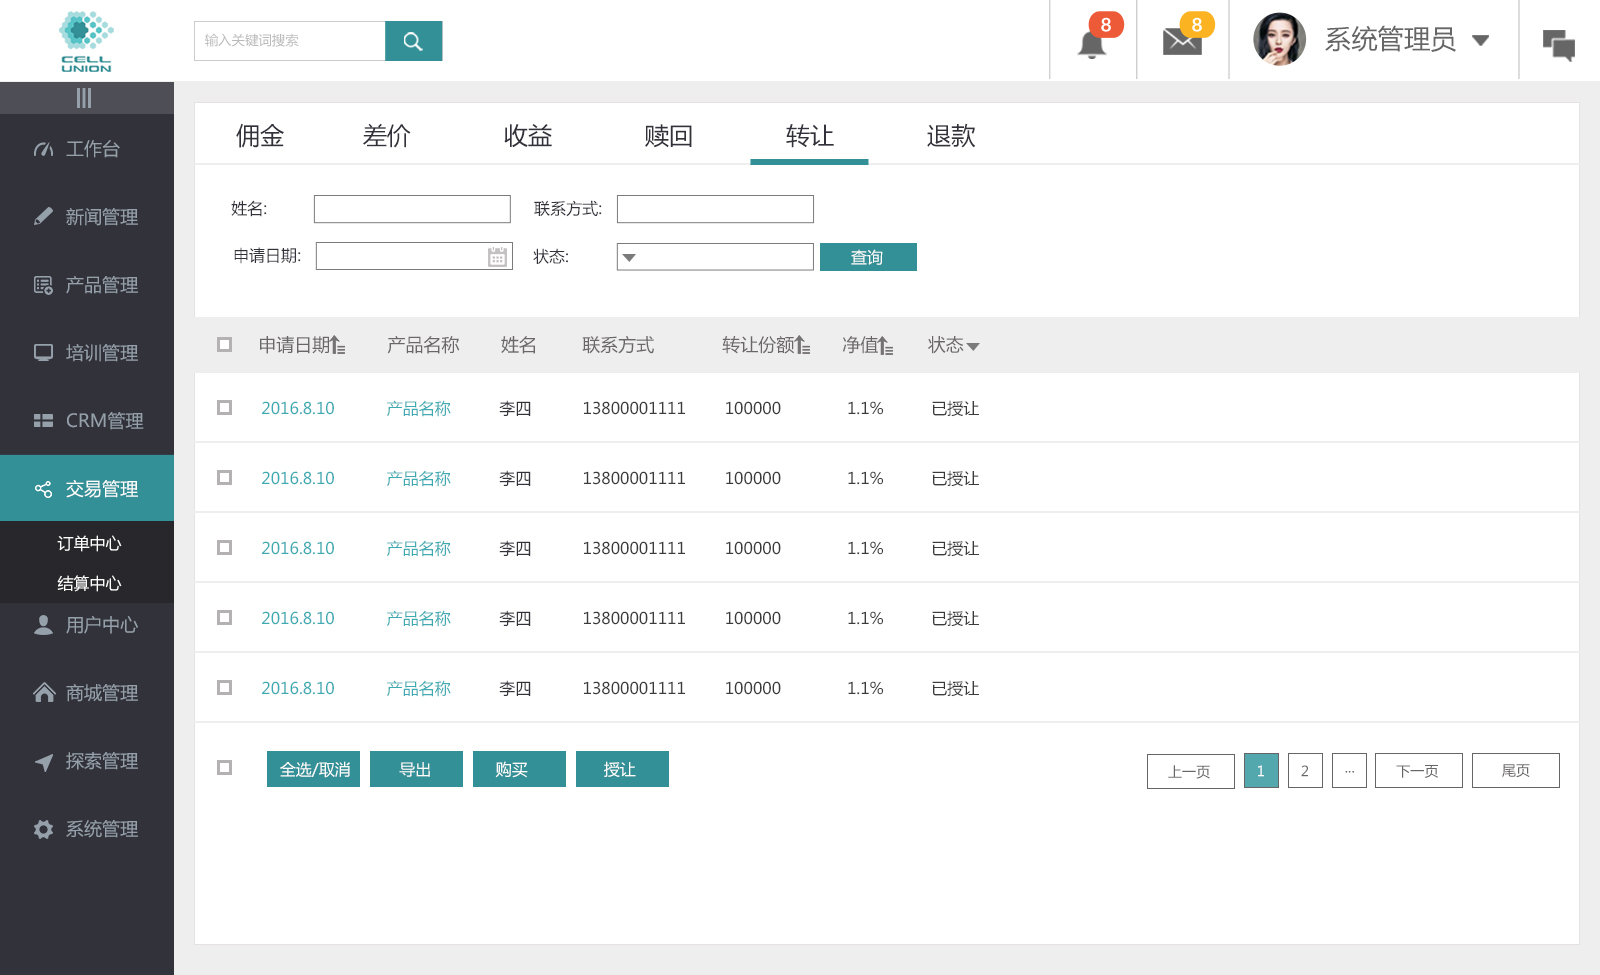 CELL
UNION
输入关键词搜索
8
8
系统管理员
工作台
新闻管理
产品管理
培训管理
CRM管理
交易管理
订单中心
结算中心
用户中心
商城管理
探索管理
系统管理
佣金 差价 收益 赎回 转让 退款
姓名: 联系方式:
申请日期: 状态: 查询
申请日期 产品名称 姓名 联系方式 转让份额 净值 状态
2016.8.10 产品名称 李四 13800001111 100000 1.1% 已授让
2016.8.10 产品名称 李四 13800001111 100000 1.1% 已授让
2016.8.10 产品名称 李四 13800001111 100000 1.1% 已授让
2016.8.10 产品名称 李四 13800001111 100000 1.1% 已授让
2016.8.10 产品名称 李四 13800001111 100000 1.1% 已授让
全选/取消 导出 购买 授让
上一页 1 2 ... 下一页 尾页